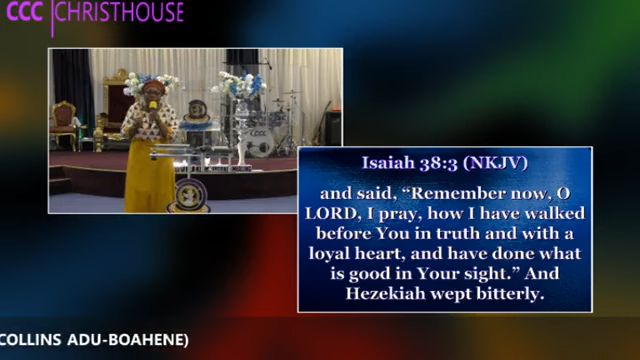 CCC|CHRISTHOUSE
CCC
Isaiah 38:3 (NKJV)
and said, “Remember now, O
LORD, I pray, how I have walked
before You in truth and with a
loyal heart, and have done what
is good in Your sight.” And
Hezekiah wept bitterly.
COLLINS ADU-BOAHENE)